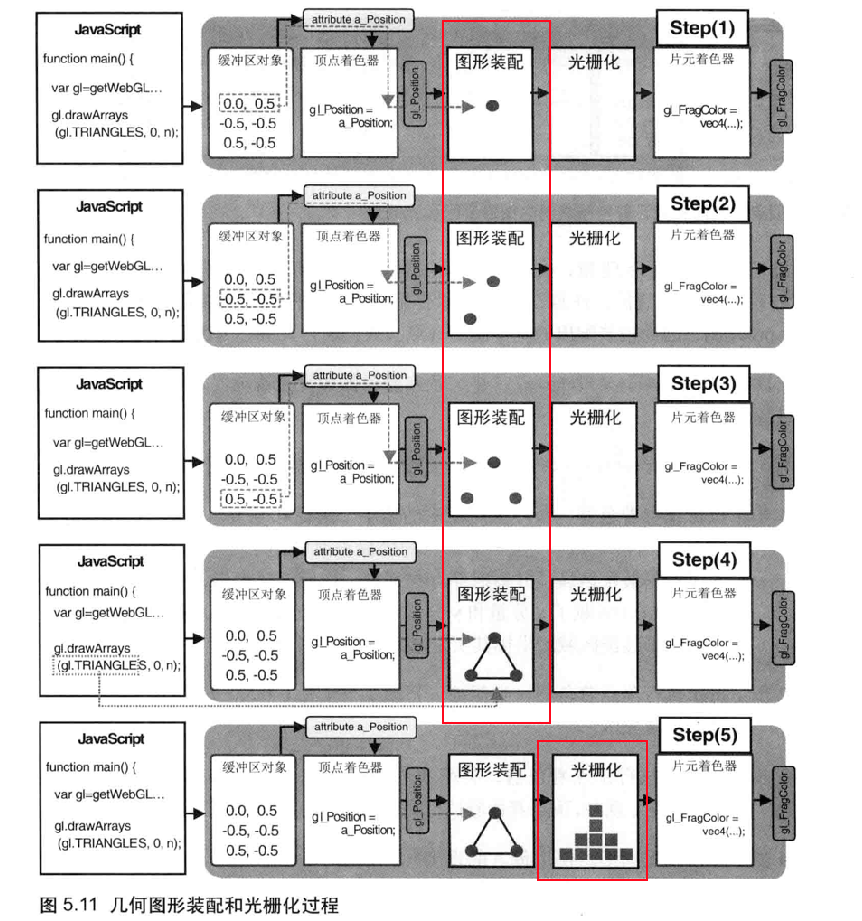 JavaScript
function main() {
var gl=getWebGL...
gl.drawArrays
(gl.TRIANGLES, 0, n);
attribute a_Position
缓冲区对象
0.0, 0.5
-0.5, -0.5
0.5, -0.5
顶点着色器
gl_Position =
a_Position;
gl_Position
图形装配
光栅化
Step(1)
片元着色器
gl_FragColor =
vec4(...);
gl_FragColor
JavaScript
function main() {
var gl=getWebGL...
gl.drawArrays
(gl.TRIANGLES, 0, n);
attribute a_Position
缓冲区对象
0.0, 0.5
-0.5, -0.5
0.5, -0.5
顶点着色器
gl_Position =
a_Position;
gl_Position
图形装配
光栅化
Step(2)
片元着色器
gl_FragColor =
vec4(...);
gl_FragColor
JavaScript
function main() {
var gl=getWebGL...
gl.drawArrays
(gl.TRIANGLES, 0, n);
attribute a_Position
缓冲区对象
0.0, 0.5
-0.5, -0.5
0.5, -0.5
顶点着色器
gl_Position =
a_Position;
gl_Position
图形装配
光栅化
Step(3)
片元着色器
gl_FragColor =
vec4(...);
gl_FragColor
JavaScript
function main() {
var gl=getWebGL...
gl.drawArrays
(gl.TRIANGLES, 0, n);
attribute a_Position
缓冲区对象
0.0, 0.5
-0.5, -0.5
0.5, -0.5
顶点着色器
gl_Position =
a_Position;
gl_Position
图形装配
光栅化
Step(4)
片元着色器
gl_FragColor =
vec4(...);
gl_FragColor
JavaScript
function main() {
var gl=getWebGL...
gl.drawArrays
(gl.TRIANGLES, 0, n);
attribute a_Position
缓冲区对象
0.0, 0.5
-0.5, -0.5
0.5, -0.5
顶点着色器
gl_Position =
a_Position;
gl_Position
图形装配
光栅化
Step(5)
片元着色器
gl_FragColor =
vec4(...);
gl_FragColor
图 5.11 几何图形装配和光栅化过程